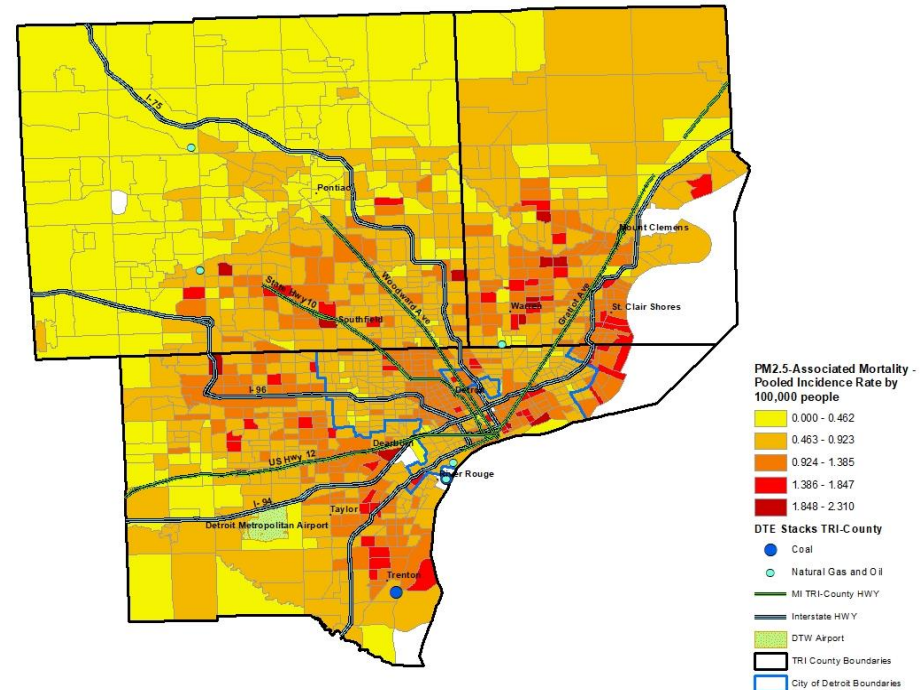 I-75
Pontiac
Mount Clemens
Woodward Ave
State Hwy 10
Gratiot Ave
Warren
St. Clair Shores
Southfield
I-96
Detroit
Dearborn
US Hwy 12
River Rouge
I-94
Taylor
Detroit Metropolitan Airport
Trenton
PM2.5-Associated Mortality -
Pooled Incidence Rate by
100,000 people
0.000 - 0.462
0.463 - 0.923
0.924 - 1.385
1.386 - 1.847
1.848 - 2.310
DTE Stacks TRI-County
Coal
Natural Gas and Oil
MI TRI-County HWY
Interstate HWY
DTW Airport
TRI County Boundaries
City of Detroit Boundaries